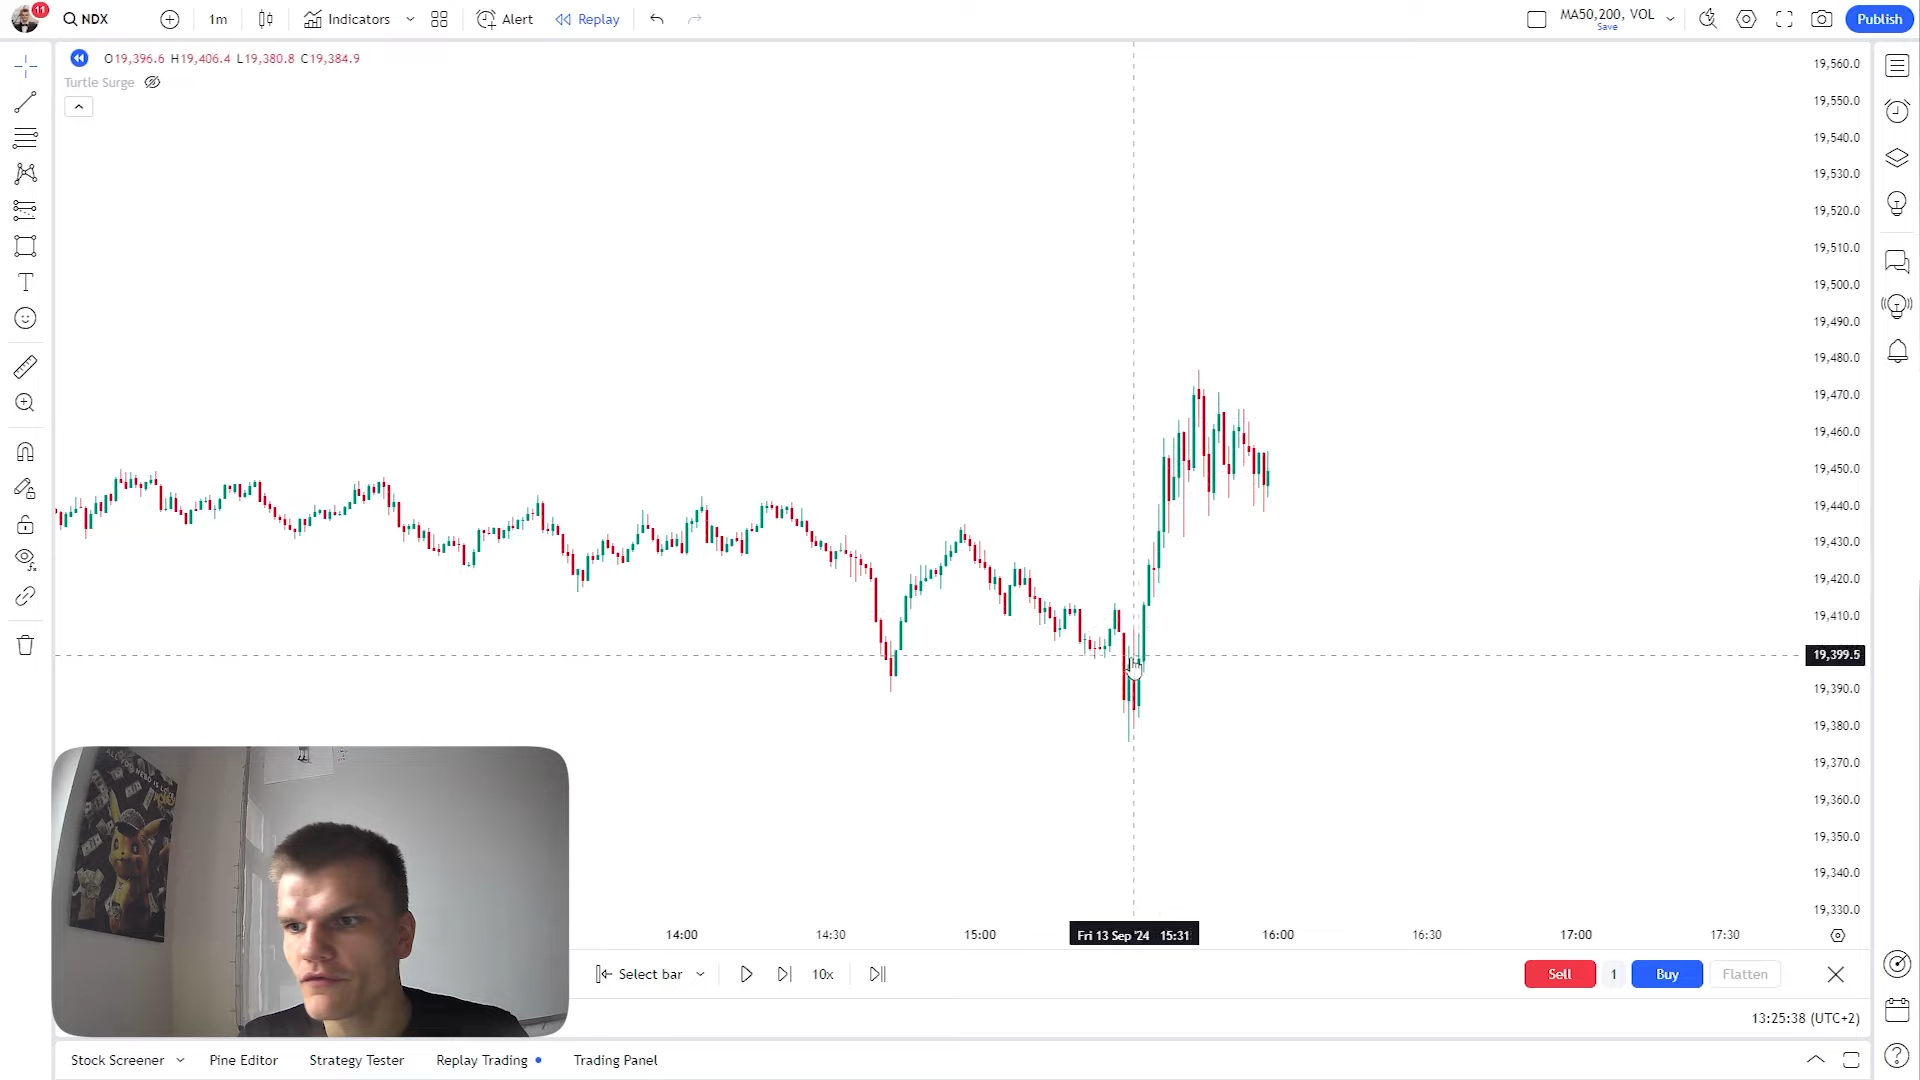 11
NDX
1m
Indicators
Alert
Replay
MA50,200, VOL
Save
Publish
O19,396.6 H19,406.4 L19,380.8 C19,384.9
Turtle Surge
19,560.0
19,550.0
19,540.0
19,530.0
19,520.0
19,510.0
19,500.0
19,490.0
19,480.0
19,470.0
19,460.0
19,450.0
19,440.0
19,430.0
19,420.0
19,410.0
19,399.5
19,390.0
19,380.0
19,370.0
19,360.0
19,350.0
19,340.0
19,330.0
ALL YOU NEED IS
14:00
14:30
15:00
Fri 13 Sep '24 15:31
16:00
16:30
17:00
17:30
Select bar
10x
Sell
1
Buy
Flatten
13:25:38 (UTC+2)
Stock Screener
Pine Editor
Strategy Tester
Replay Trading
Trading Panel